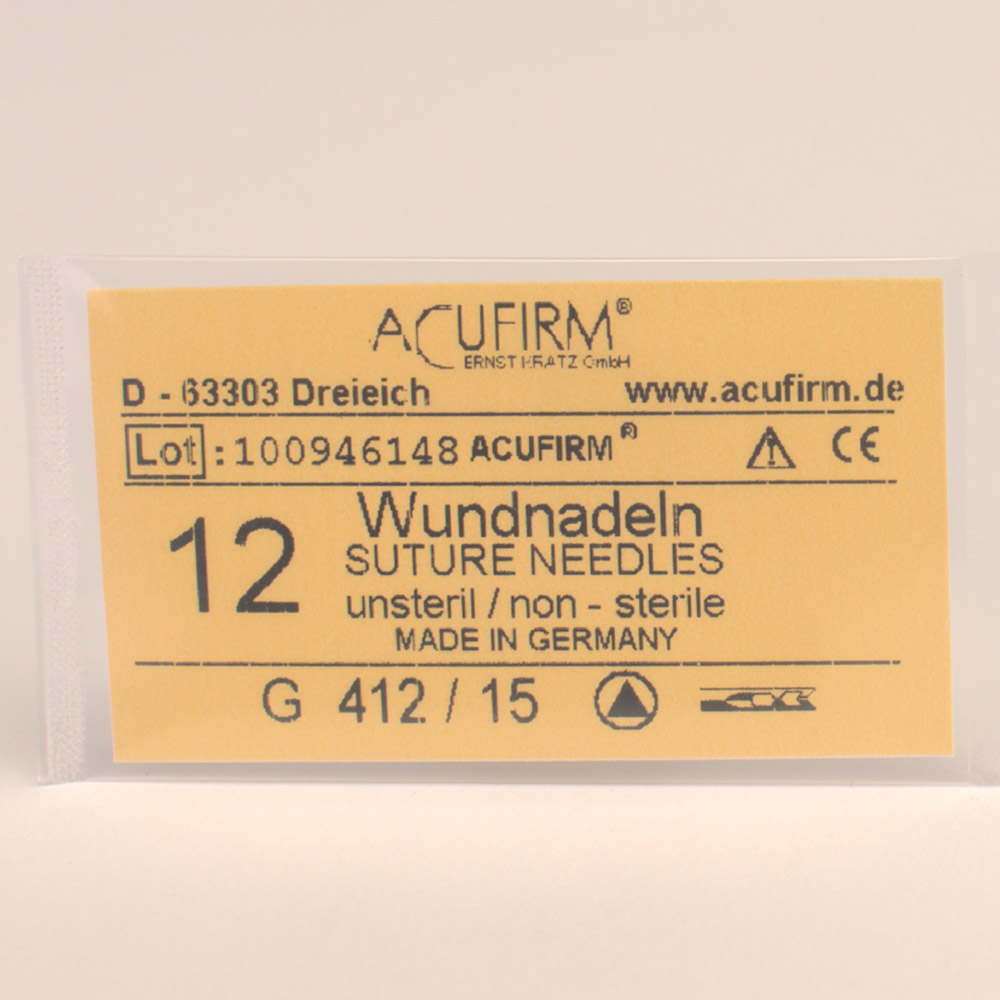 ACUFIRM®
ERNST KRATZ GmbH
D - 63303 Dreieich www.acufirm.de
Lot : 100946148 ACUFIRM® CE
12
Wundnadeln
SUTURE NEEDLES
unsteril / non - sterile
MADE IN GERMANY
G 412 / 15